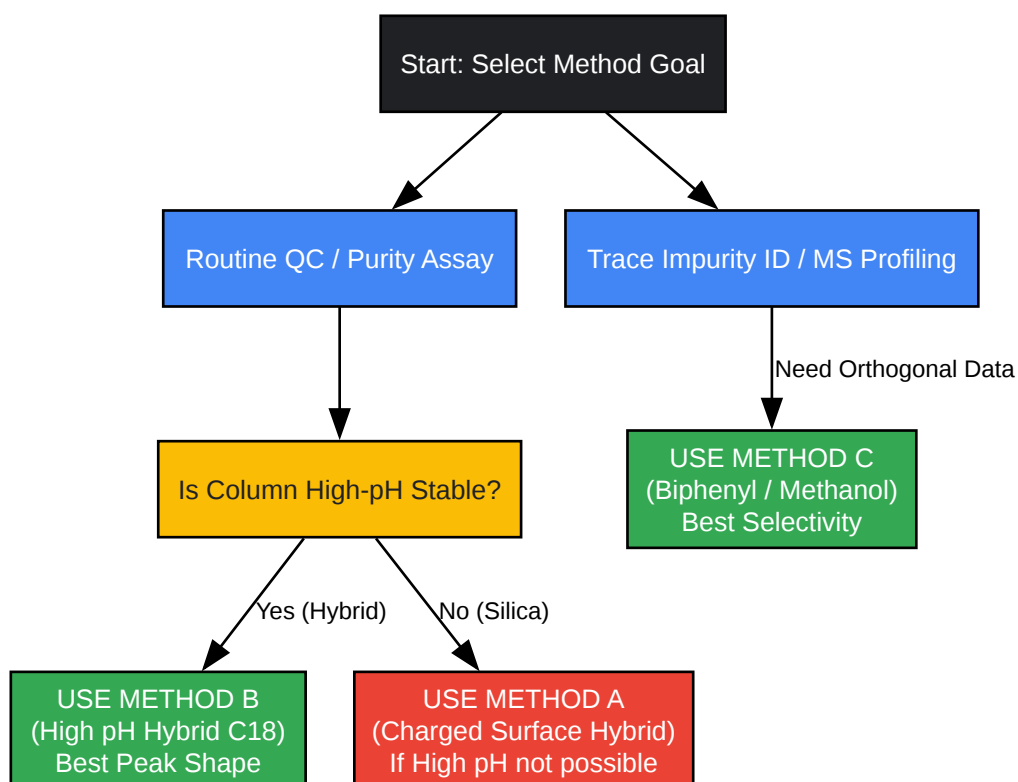 Start: Select Method Goal
Routine QC / Purity Assay
Trace Impurity ID / MS Profiling
Need Orthogonal Data
Is Column High-pH Stable?
USE METHOD C
(Biphenyl / Methanol)
Best Selectivity
Yes (Hybrid)
No (Silica)
USE METHOD B
(High pH Hybrid C18)
Best Peak Shape
USE METHOD A
(Charged Surface Hybrid)
If High pH not possible